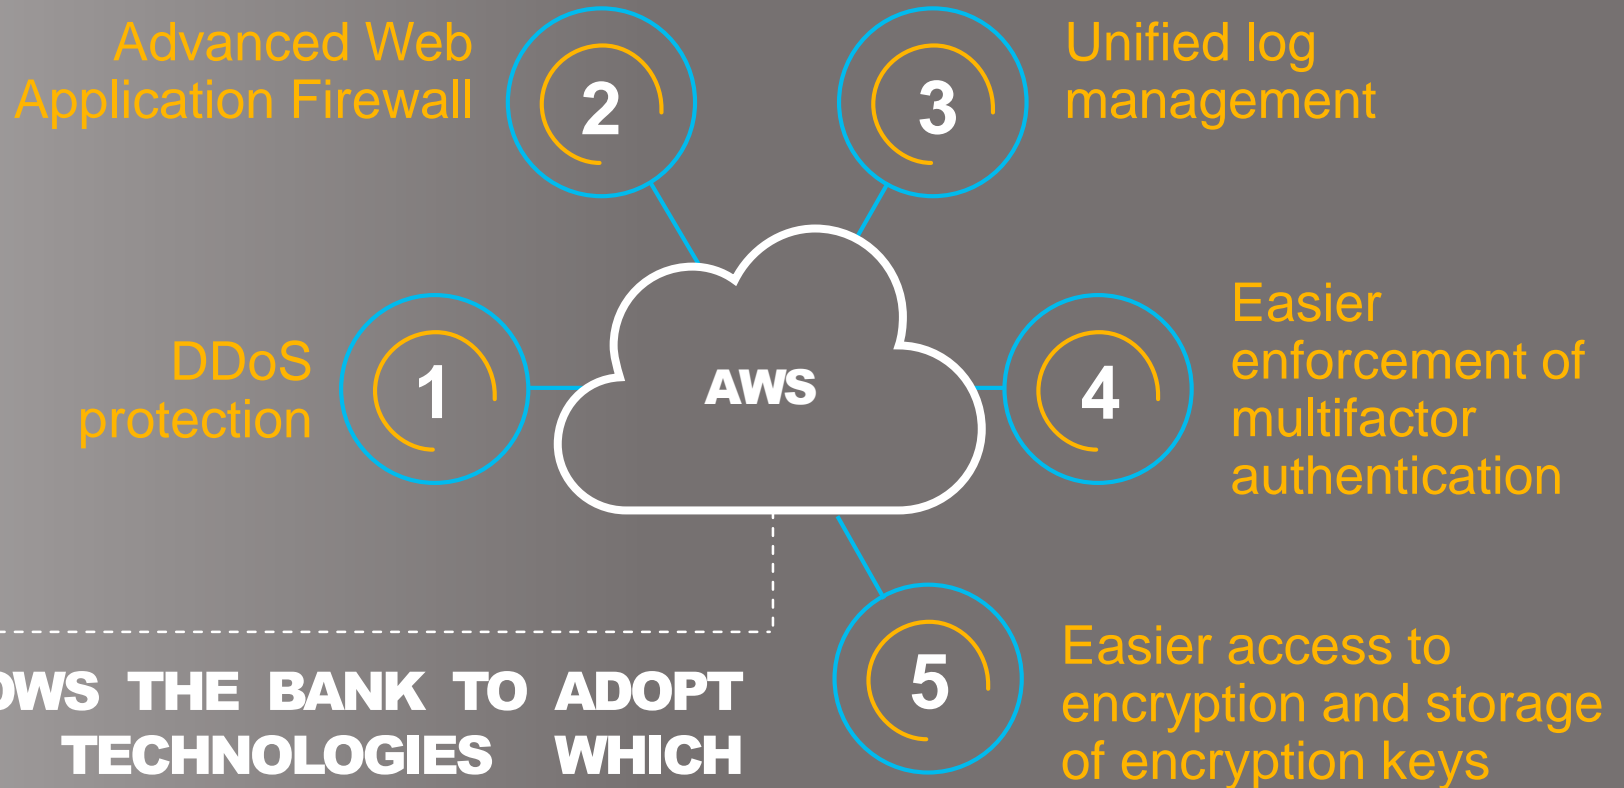 Advanced Web
Application Firewall
2
3
Unified log
management
DDoS
protection
1
AWS
4
Easier
enforcement of
multifactor
authentication
THE BANK TO ADOPT
TECHNOLOGIES WHICH
5
Easier access to
encryption and storage
of encryption keys